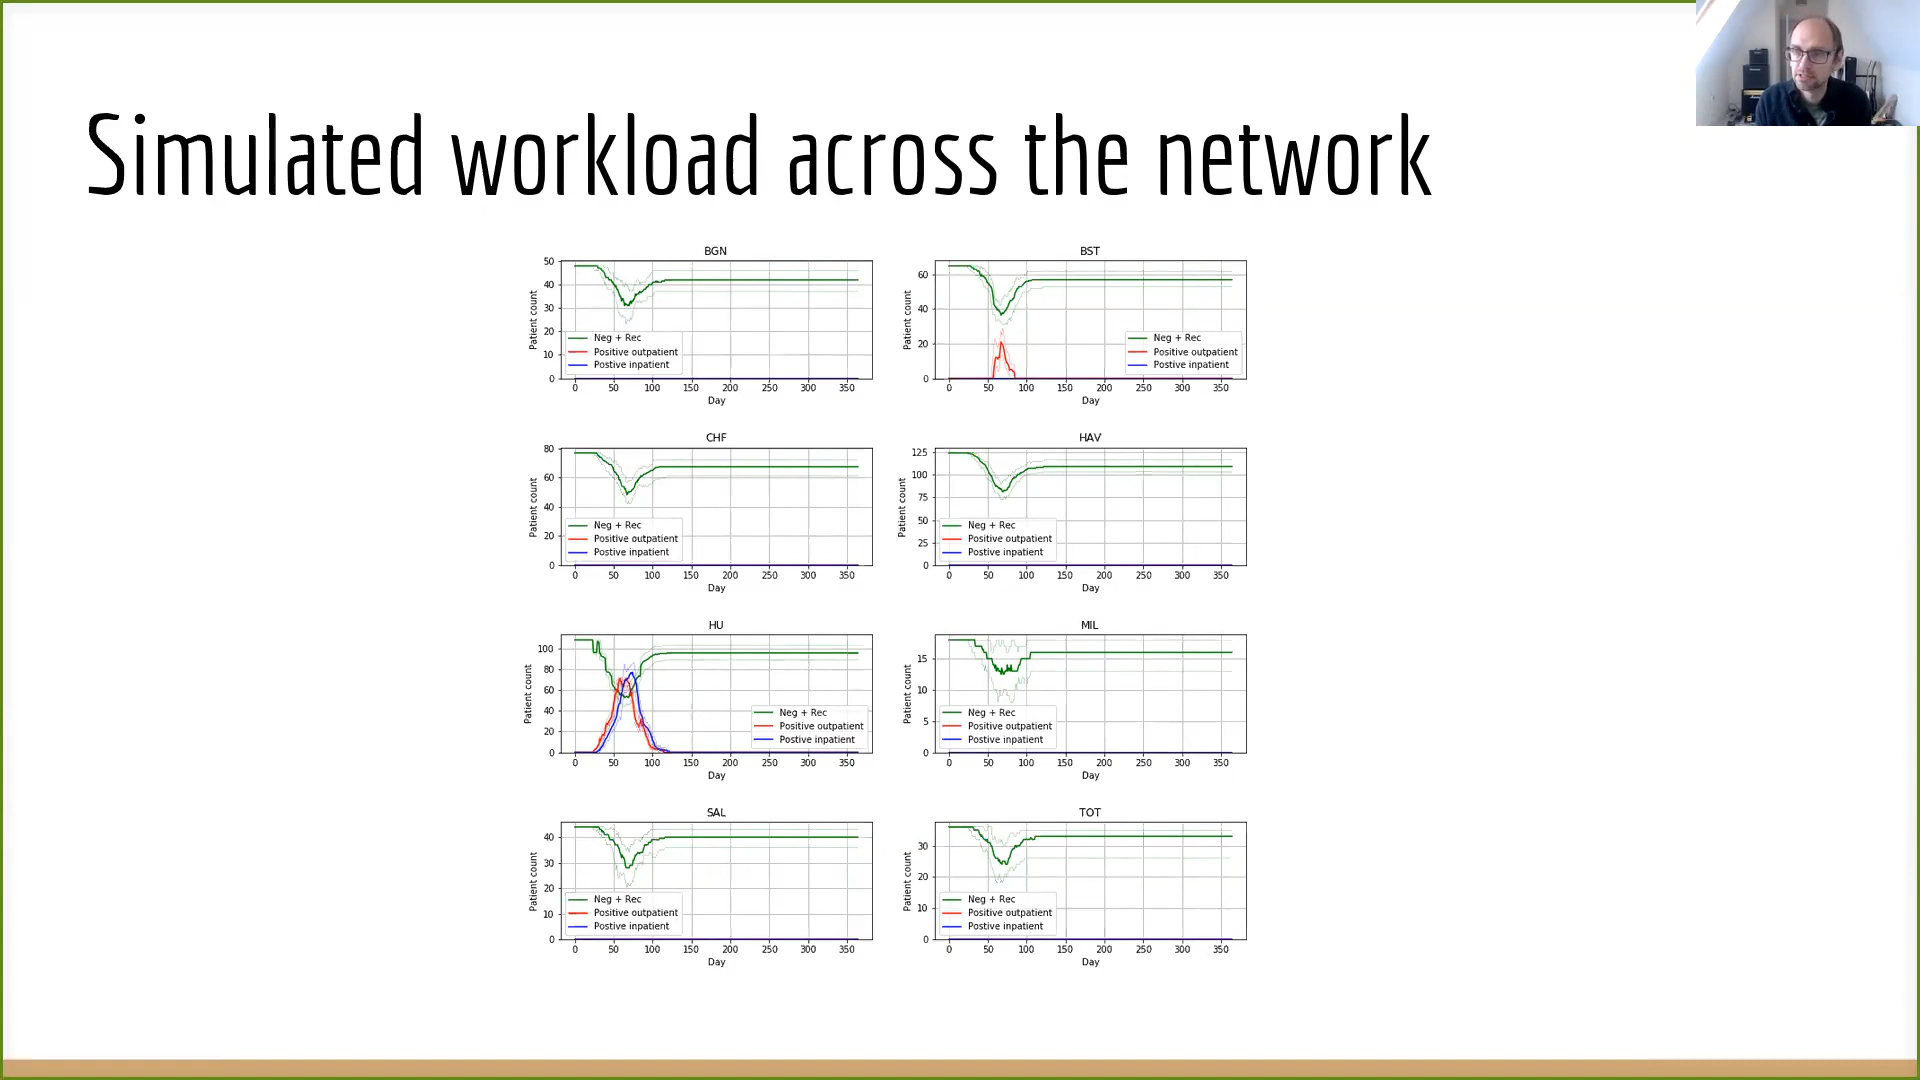 Simulated workload across the network
BGN
50
40
30
20
10
0
Patient count
Neg + Rec
Positive outpatient
Postive inpatient
0 50 100 150 200 250 300 350
Day
BST
60
40
20
0
Patient count
Neg + Rec
Positive outpatient
Postive inpatient
0 50 100 150 200 250 300 350
Day
CHF
80
60
40
20
0
Patient count
Neg + Rec
Positive outpatient
Postive inpatient
0 50 100 150 200 250 300 350
Day
HAV
125
100
75
50
25
0
Patient count
Neg + Rec
Positive outpatient
Postive inpatient
0 50 100 150 200 250 300 350
Day
HU
100
80
60
40
20
0
Patient count
Neg + Rec
Positive outpatient
Postive inpatient
0 50 100 150 200 250 300 350
Day
MIL
15
10
5
0
Patient count
Neg + Rec
Positive outpatient
Postive inpatient
0 50 100 150 200 250 300 350
Day
SAL
40
30
20
10
0
Patient count
Neg + Rec
Positive outpatient
Postive inpatient
0 50 100 150 200 250 300 350
Day
TOT
30
20
10
0
Patient count
Neg + Rec
Positive outpatient
Postive inpatient
0 50 100 150 200 250 300 350
Day